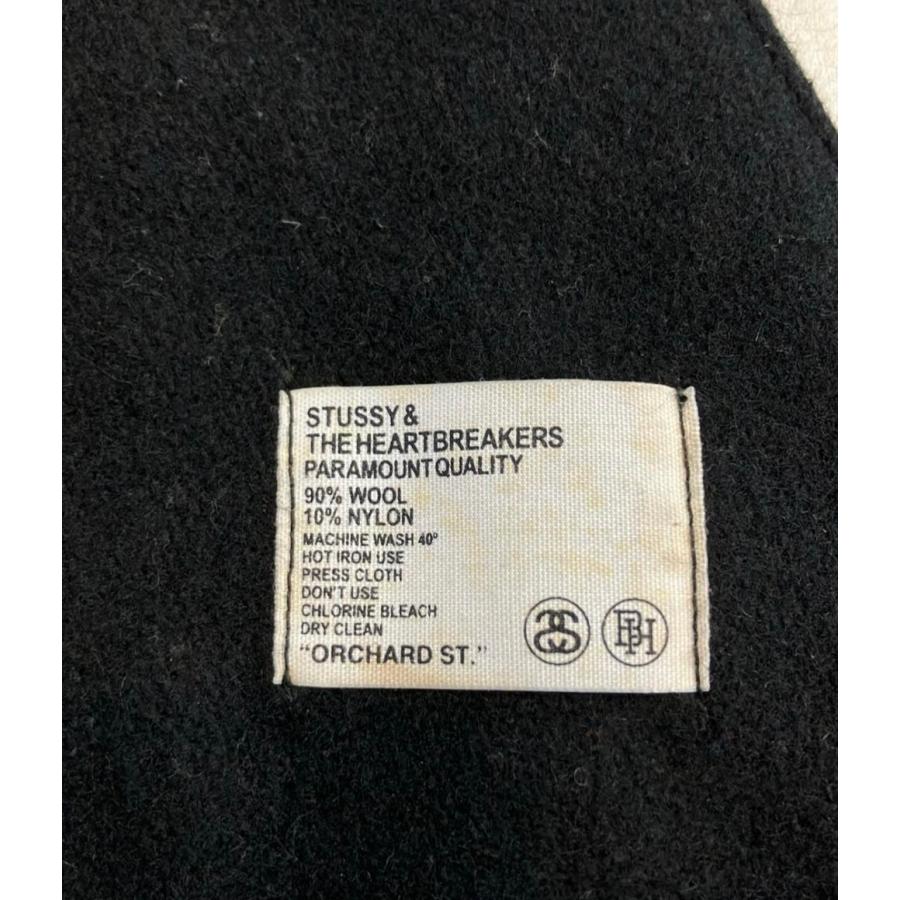 STUSSY &
THE HEARTBREAKERS
PARAMOUNT QUALITY
90% WOOL
10% NYLON
MACHINE WASH 40°
HOT IRON USE
PRESS CLOTH
DON'T USE
CHLORINE BLEACH
DRY CLEAN
"ORCHARD ST."